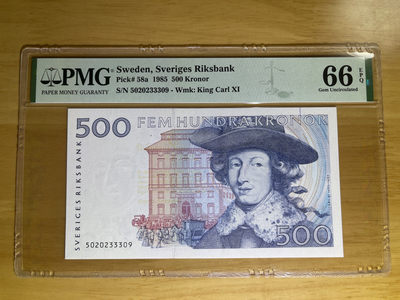 PMG
PAPER MONEY GUARANTY
Sweden, Sveriges Riksbank
Pick# 58a 1985 500 Kronor
S/N 5020233309 - Wmk: King Carl XI
66 EPQ
Gem Uncirculated
500 FEM HUNDRA KRONOR
SVERIGES RIKSBANK
5020233309
500